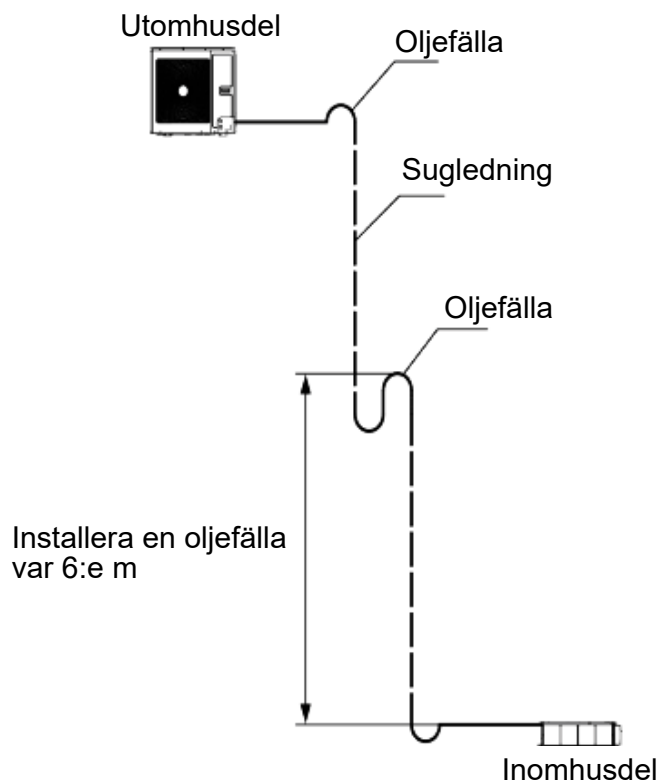 Utomhusdel
Oljefälla
Sugledning
Oljefälla
Installera en oljefälla
var 6:e m
Inomhusdel